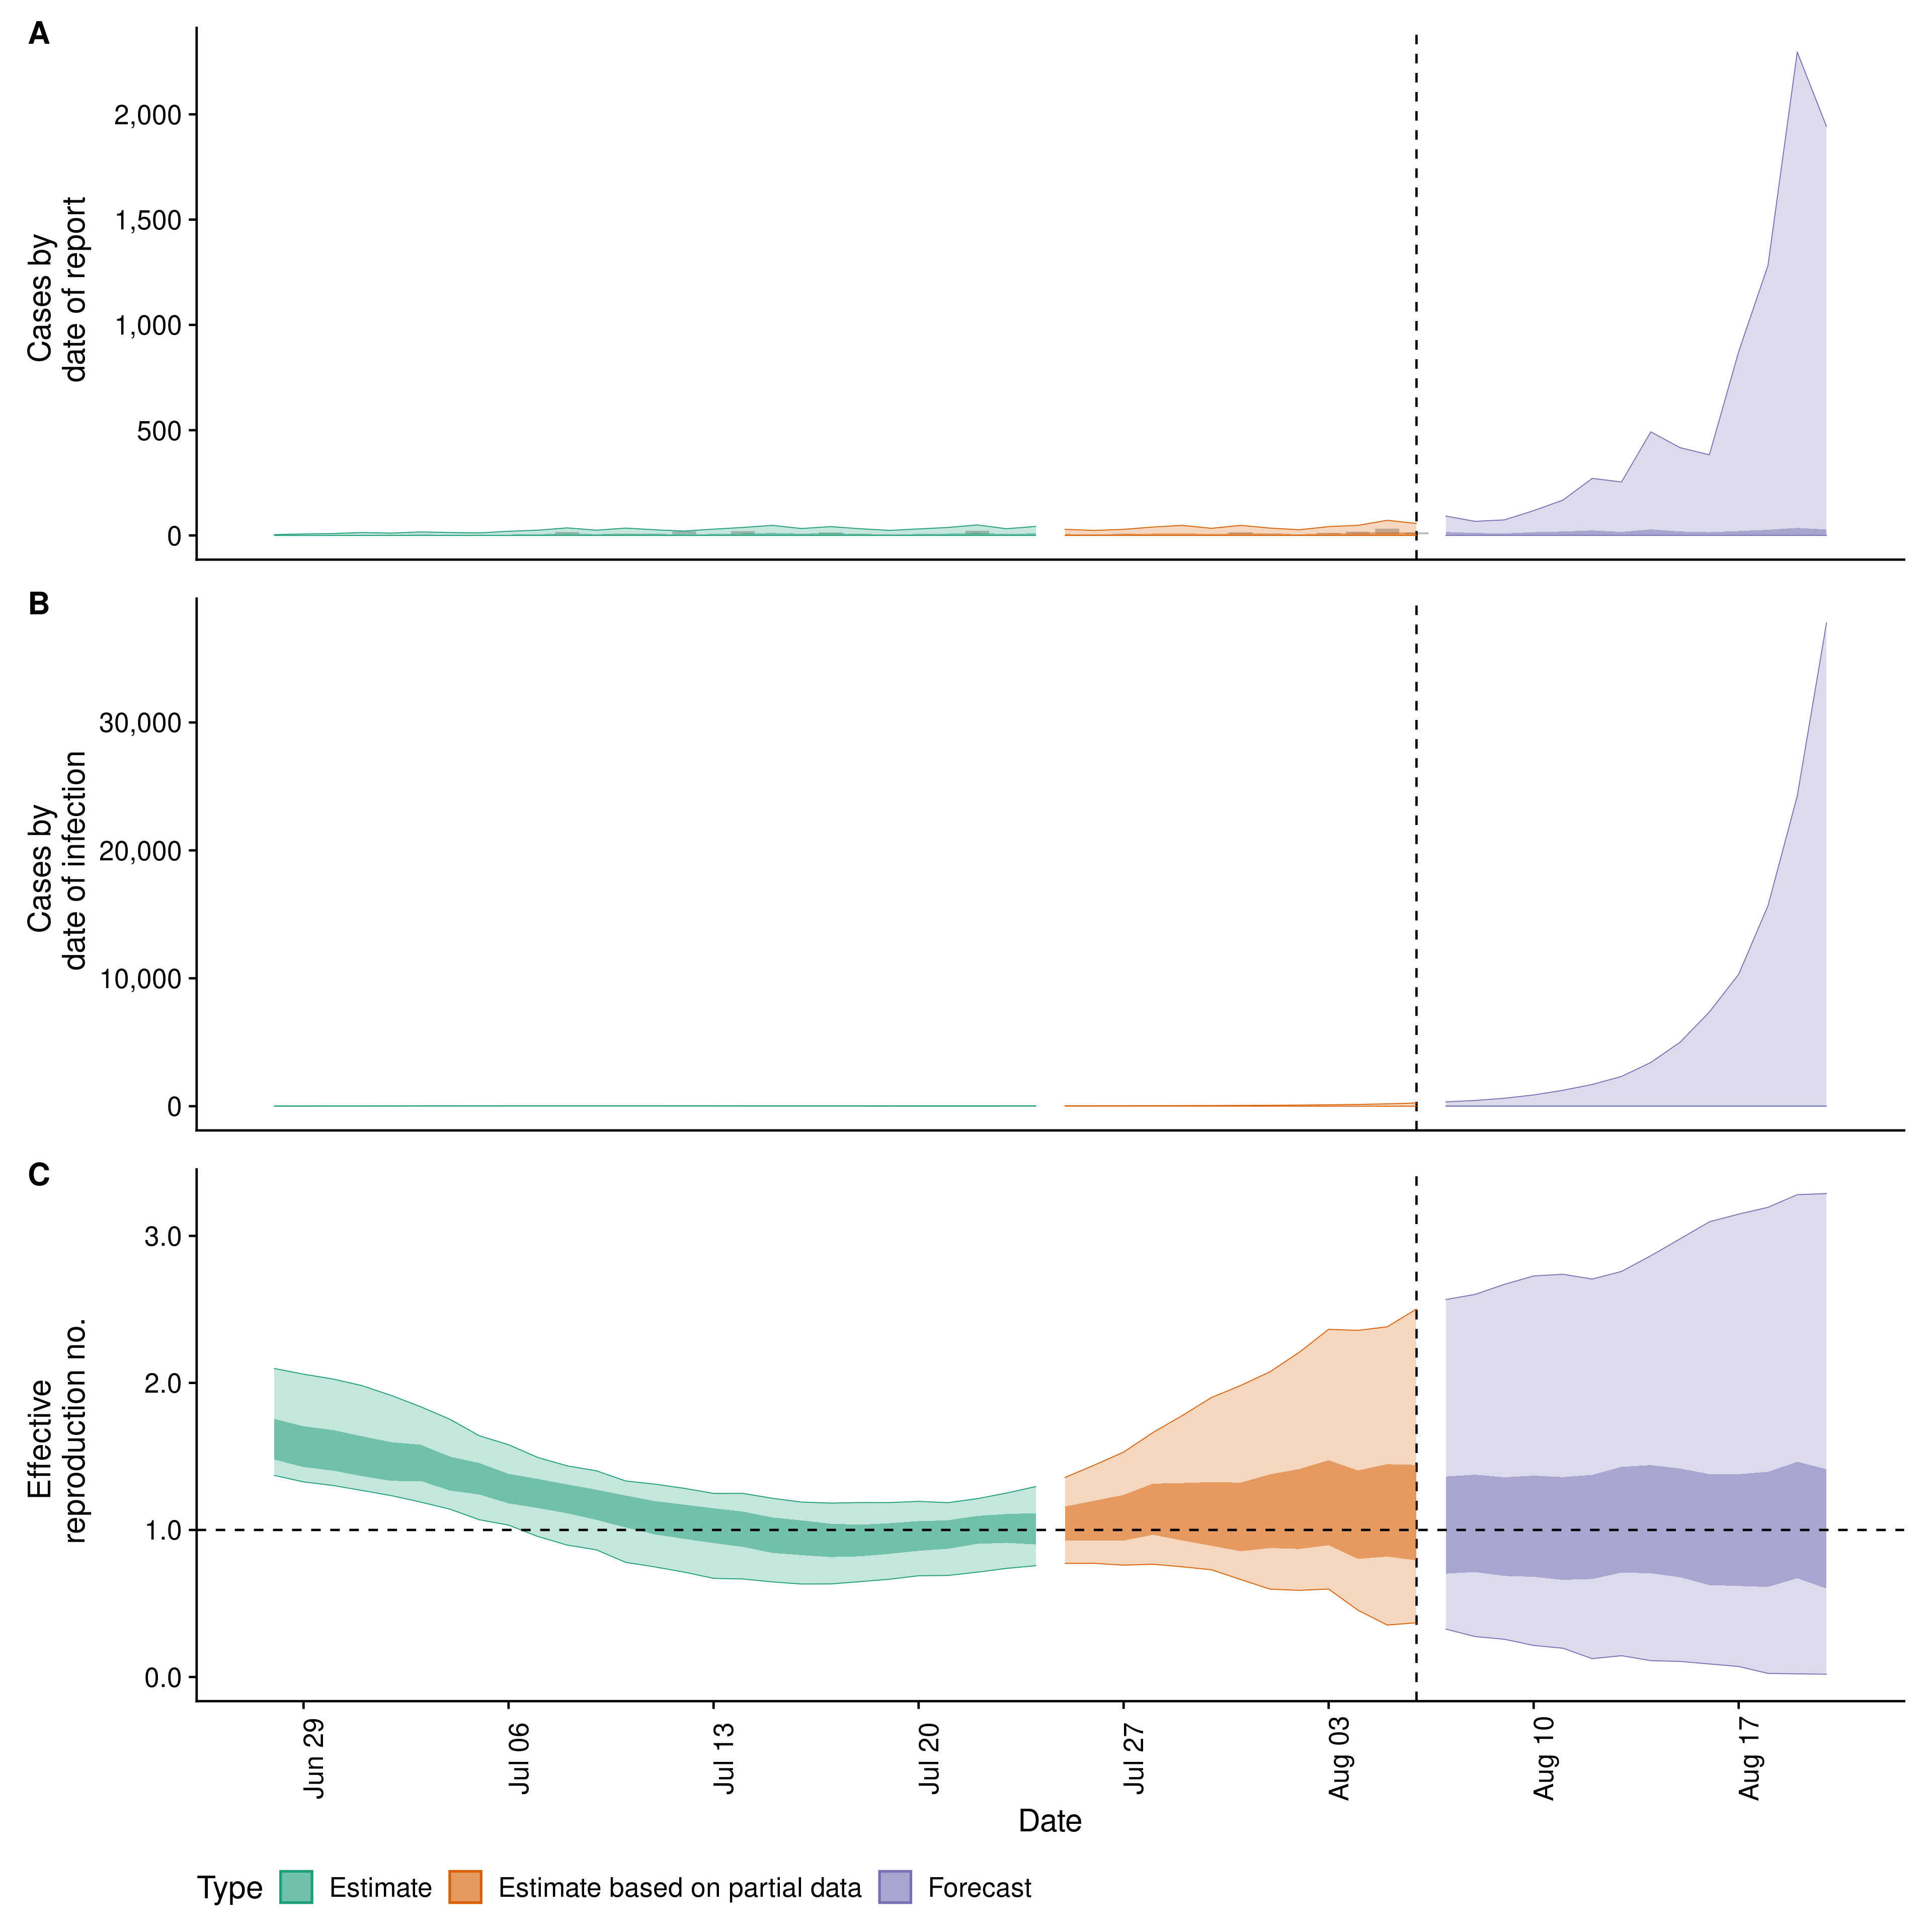 A
Cases by
date of report
2,000
1,500
1,000
500
0
B
Cases by
date of infection
30,000
20,000
10,000
0
C
Effective
reproduction no.
3.0
2.0
1.0
0.0
Jun 29
Jul 06
Jul 13
Jul 20
Jul 27
Aug 03
Aug 10
Aug 17
Date
Type Estimate Estimate based on partial data Forecast